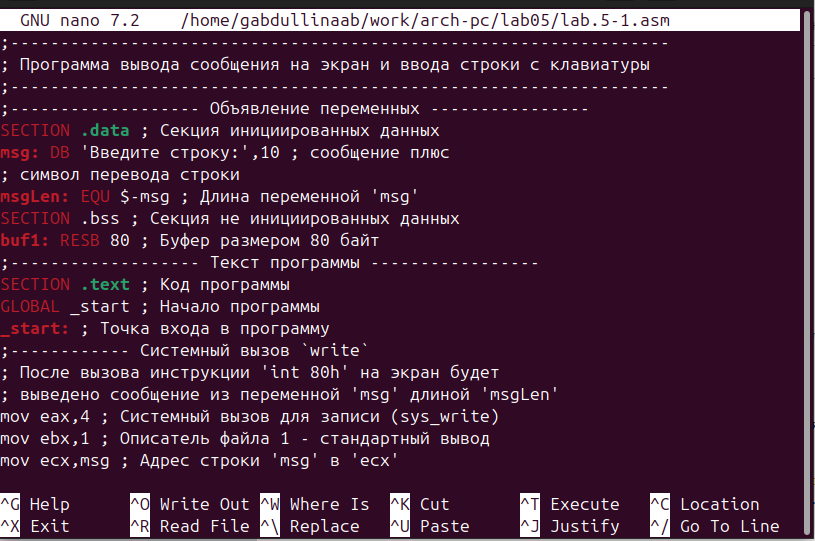 GNU nano 7.2 /home/gabdullinaab/work/arch-pc/lab05/lab.5-1.asm
;------------------------------------------------------------------
; Программа вывода сообщения на экран и ввода строки с клавиатуры
;------------------------------------------------------------------
;------------------- Объявление переменных ----------------
SECTION .data ; Секция инициированных данных
msg: DB 'Введите строку:',10 ; сообщение плюс
; символ перевода строки
msgLen: EQU $-msg ; Длина переменной 'msg'
SECTION .bss ; Секция не инициированных данных
buf1: RESB 80 ; Буфер размером 80 байт
;------------------- Текст программы -----------------
SECTION .text ; Код программы
GLOBAL _start ; Начало программы
_start: ; Точка входа в программу
;------------ Системный вызов `write`
; После вызова инструкции 'int 80h' на экран будет
; выведено сообщение из переменной 'msg' длиной 'msgLen'
mov eax,4 ; Системный вызов для записи (sys_write)
mov ebx,1 ; Описатель файла 1 - стандартный вывод
mov ecx,msg ; Адрес строки 'msg' в 'ecx'
^G Help ^O Write Out ^W Where Is ^K Cut ^T Execute ^C Location
^X Exit ^R Read File ^\ Replace ^U Paste ^J Justify ^/ Go To Line